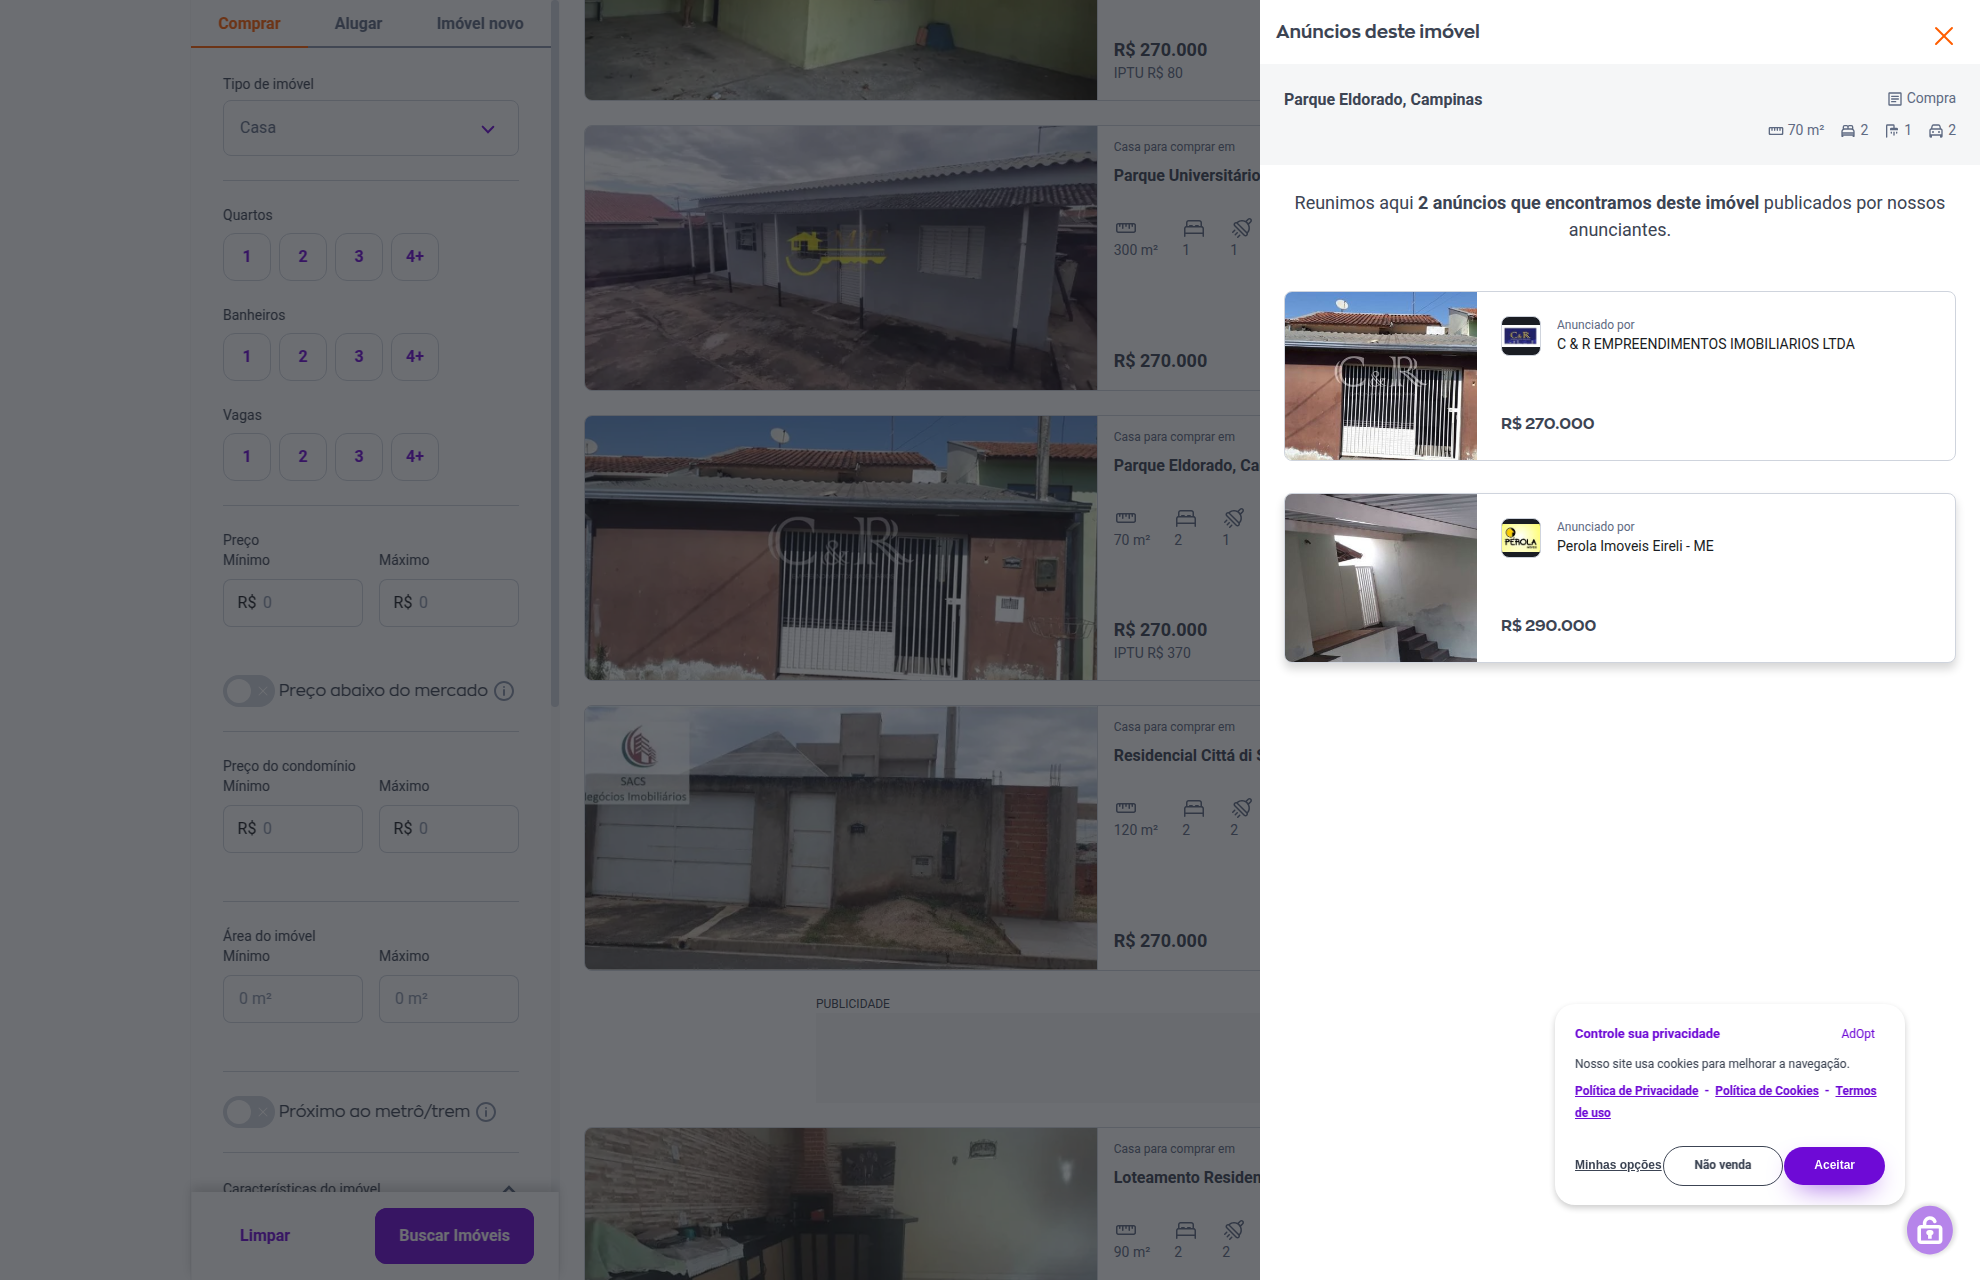 Comprar
Alugar
Imóvel novo
Tipo de imóvel
Casa
Quartos
1
2
3
4+
Banheiros
1
2
3
4+
Vagas
1
2
3
4+
Preço
Mínimo
Máximo
R$ 0
R$ 0
Preço abaixo do mercado
Preço do condomínio
Mínimo
Máximo
R$ 0
R$ 0
Área do imóvel
Mínimo
Máximo
0 m²
0 m²
Próximo ao metrô/trem
Características do imóvel
Limpar
Buscar Imóveis
R$ 270.000
IPTU R$ 80
Casa para comprar em
Parque Universitário
300 m²
1
1
R$ 270.000
C&R
Casa para comprar em
Parque Eldorado, Ca
70 m²
2
1
R$ 270.000
IPTU R$ 370
SACS
Negócios Imobiliários
Casa para comprar em
Residencial Cittá di S
120 m²
2
2
R$ 270.000
PUBLICIDADE
Casa para comprar em
Loteamento Residen
90 m²
2
2
Anúncios deste imóvel
Parque Eldorado, Campinas
Compra
70 m²
2
1
2
Reunimos aqui 2 anúncios que encontramos deste imóvel publicados por nossos
anunciantes.
C&R
C&R
Anunciado por
C & R EMPREENDIMENTOS IMOBILIARIOS LTDA
R$ 270.000
PEROLA
Anunciado por
Perola Imoveis Eireli - ME
R$ 290.000
Controle sua privacidade
AdOpt
Nosso site usa cookies para melhorar a navegação.
Política de Privacidade - Política de Cookies - Termos
de uso
Minhas opções
Não venda
Aceitar